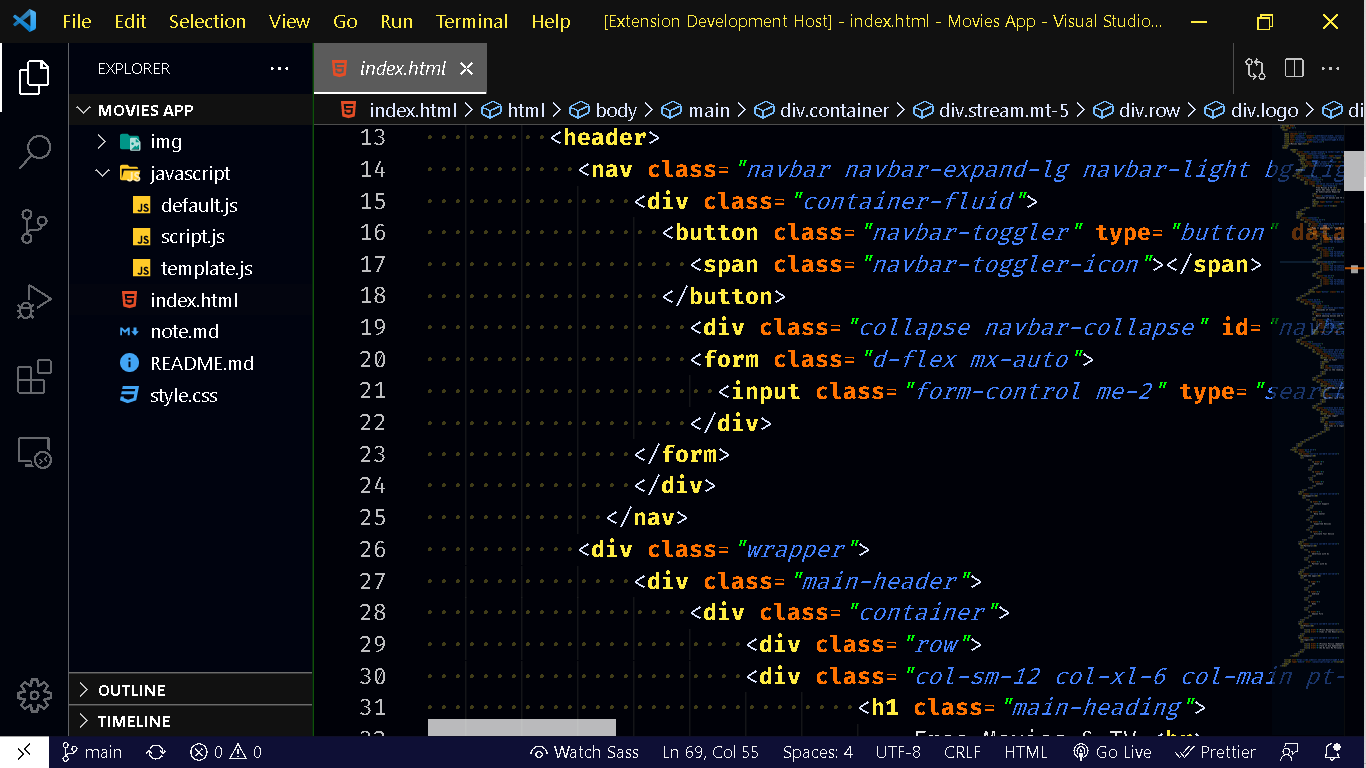 File Edit Selection View Go Run Terminal Help [Extension Development Host] - index.html - Movies App - Visual Studio...
EXPLORER ...
index.html
index.html > html > body > main > div.container > div.stream.mt-5 > div.row > div.logo > di
MOVIES APP
img
javascript
JS default.js
JS script.js
JS template.js
index.html
note.md
README.md
style.css
OUTLINE
TIMELINE
13 <header>
14 <nav class="navbar navbar-expand-lg navbar-light bg-lig
15 <div class="container-fluid">
16 <button class="navbar-toggler" type="button" data
17 <span class="navbar-toggler-icon"></span>
18 </button>
19 <div class="collapse navbar-collapse" id="navba
20 <form class="d-flex mx-auto">
21 <input class="form-control me-2" type="search
22 </div>
23 </form>
24 </div>
25 </nav>
26 <div class="wrapper">
27 <div class="main-header">
28 <div class="container">
29 <div class="row">
30 <div class="col-sm-12 col-xl-6 col-main pt-
31 <h1 class="main-heading">
32 Free Movies & TV <br>
main 0 0 Watch Sass Ln 69, Col 55 Spaces: 4 UTF-8 CRLF HTML Go Live Prettier